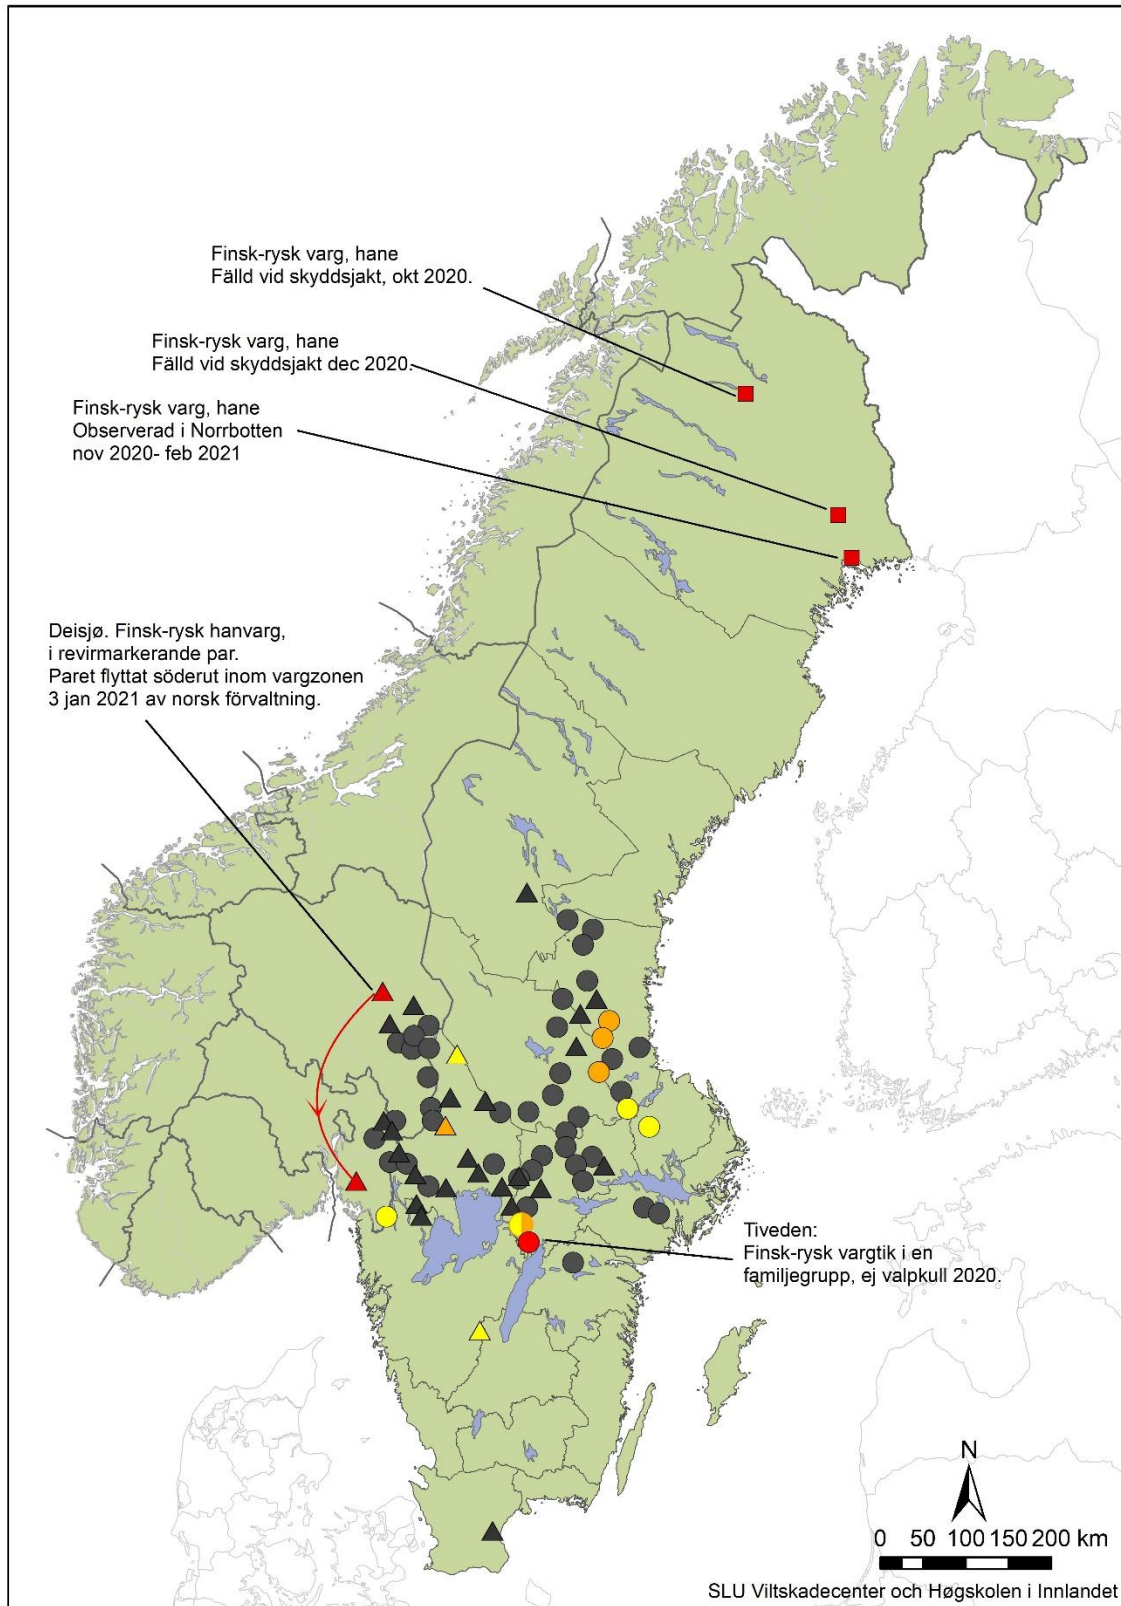 Finsk-rysk varg, hane
Fälld vid skyddsjakt, okt 2020.
Finsk-rysk varg, hane
Fälld vid skyddsjakt dec 2020.
Finsk-rysk varg, hane
Observerad i Norrbotten
nov 2020- feb 2021
Deisjø. Finsk-rysk hanvarg,
i revirmarkerande par.
Paret flyttat söderut inom vargzonen
3 jan 2021 av norsk förvaltning.
Tiveden:
Finsk-rysk vargtik i en
familjegrupp, ej valpkull 2020.
N
0 50 100 150 200 km
SLU Viltskadecenter och Høgskolen i Innlandet